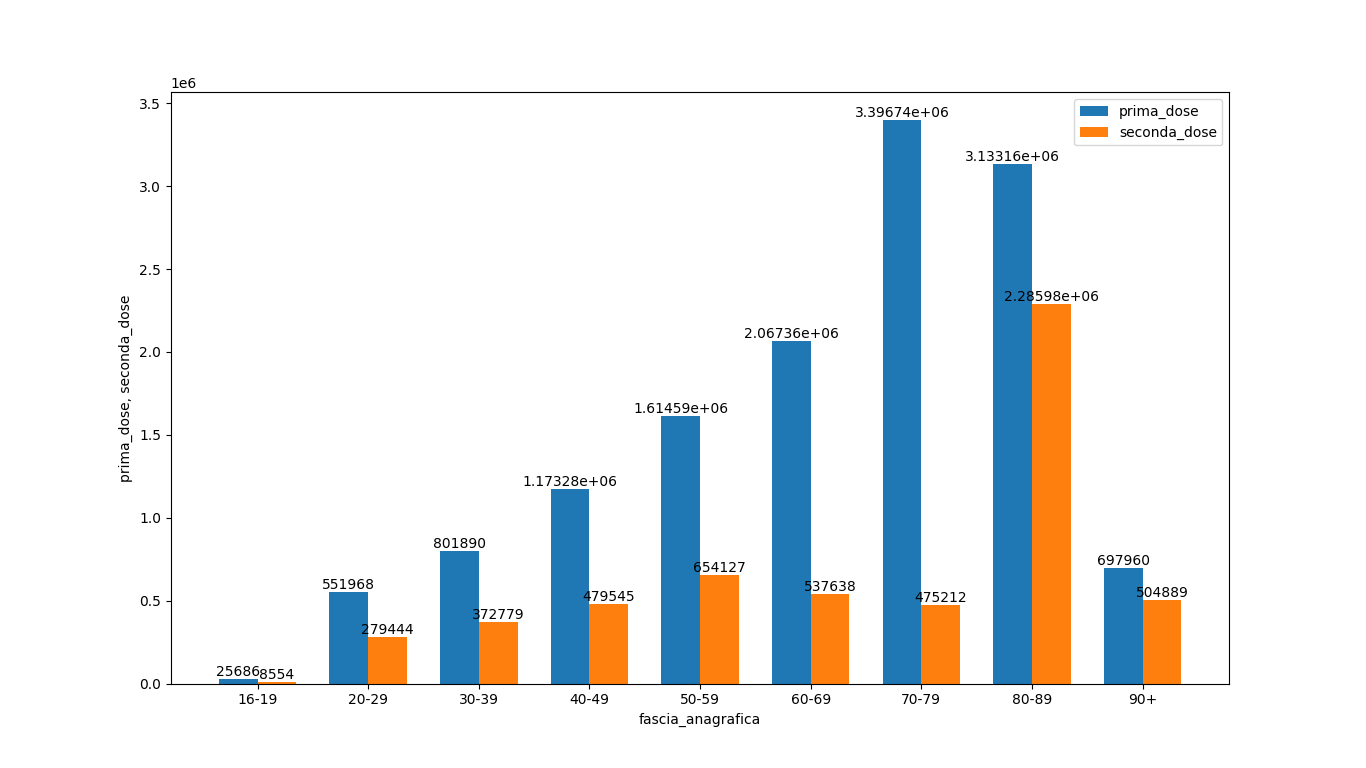 1e6
3.5
3.0
2.5
2.0
1.5
1.0
0.5
0.0
prima_dose, seconda_dose
prima_dose
seconda_dose
25686
8554
551968
279444
801890
372779
1.17328e+06
479545
1.61459e+06
654127
2.06736e+06
537638
3.39674e+06
475212
3.13316e+06
2.28598e+06
697960
504889
16-19 20-29 30-39 40-49 50-59 60-69 70-79 80-89 90+
fascia_anagrafica